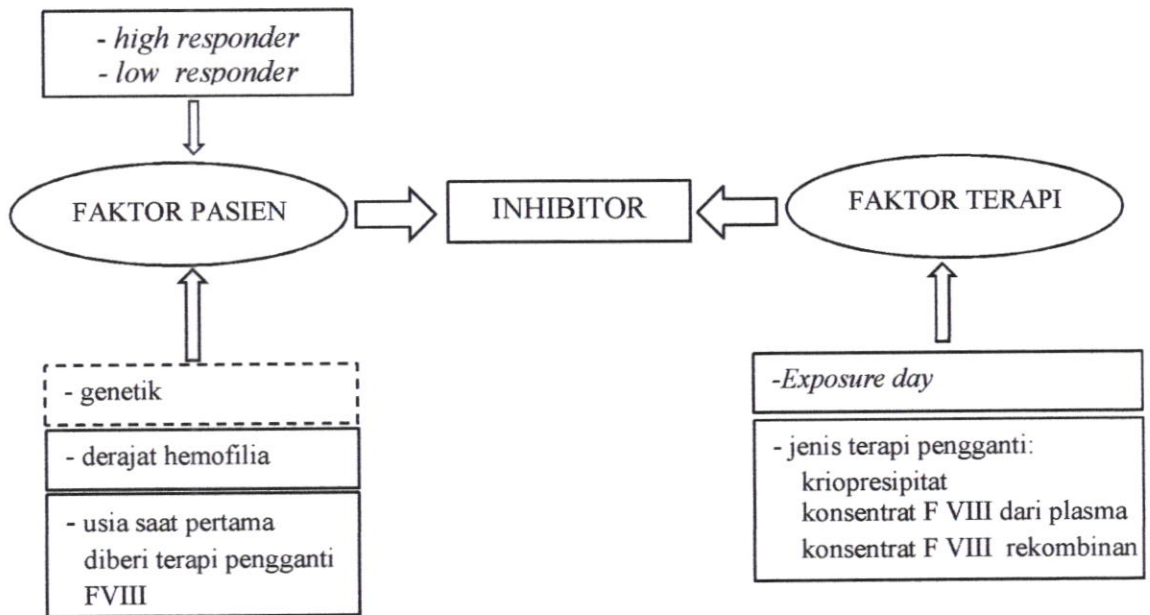 - high responder
- low responder
FAKTOR PASIEN
INHIBITOR
FAKTOR TERAPI
- genetik
- derajat hemofilia
- usia saat pertama
diberi terapi pengganti
FVIII
-Exposure day
- jenis terapi pengganti:
kriopresipitat
konsentrat F VIII dari plasma
konsentrat F VIII rekombinan